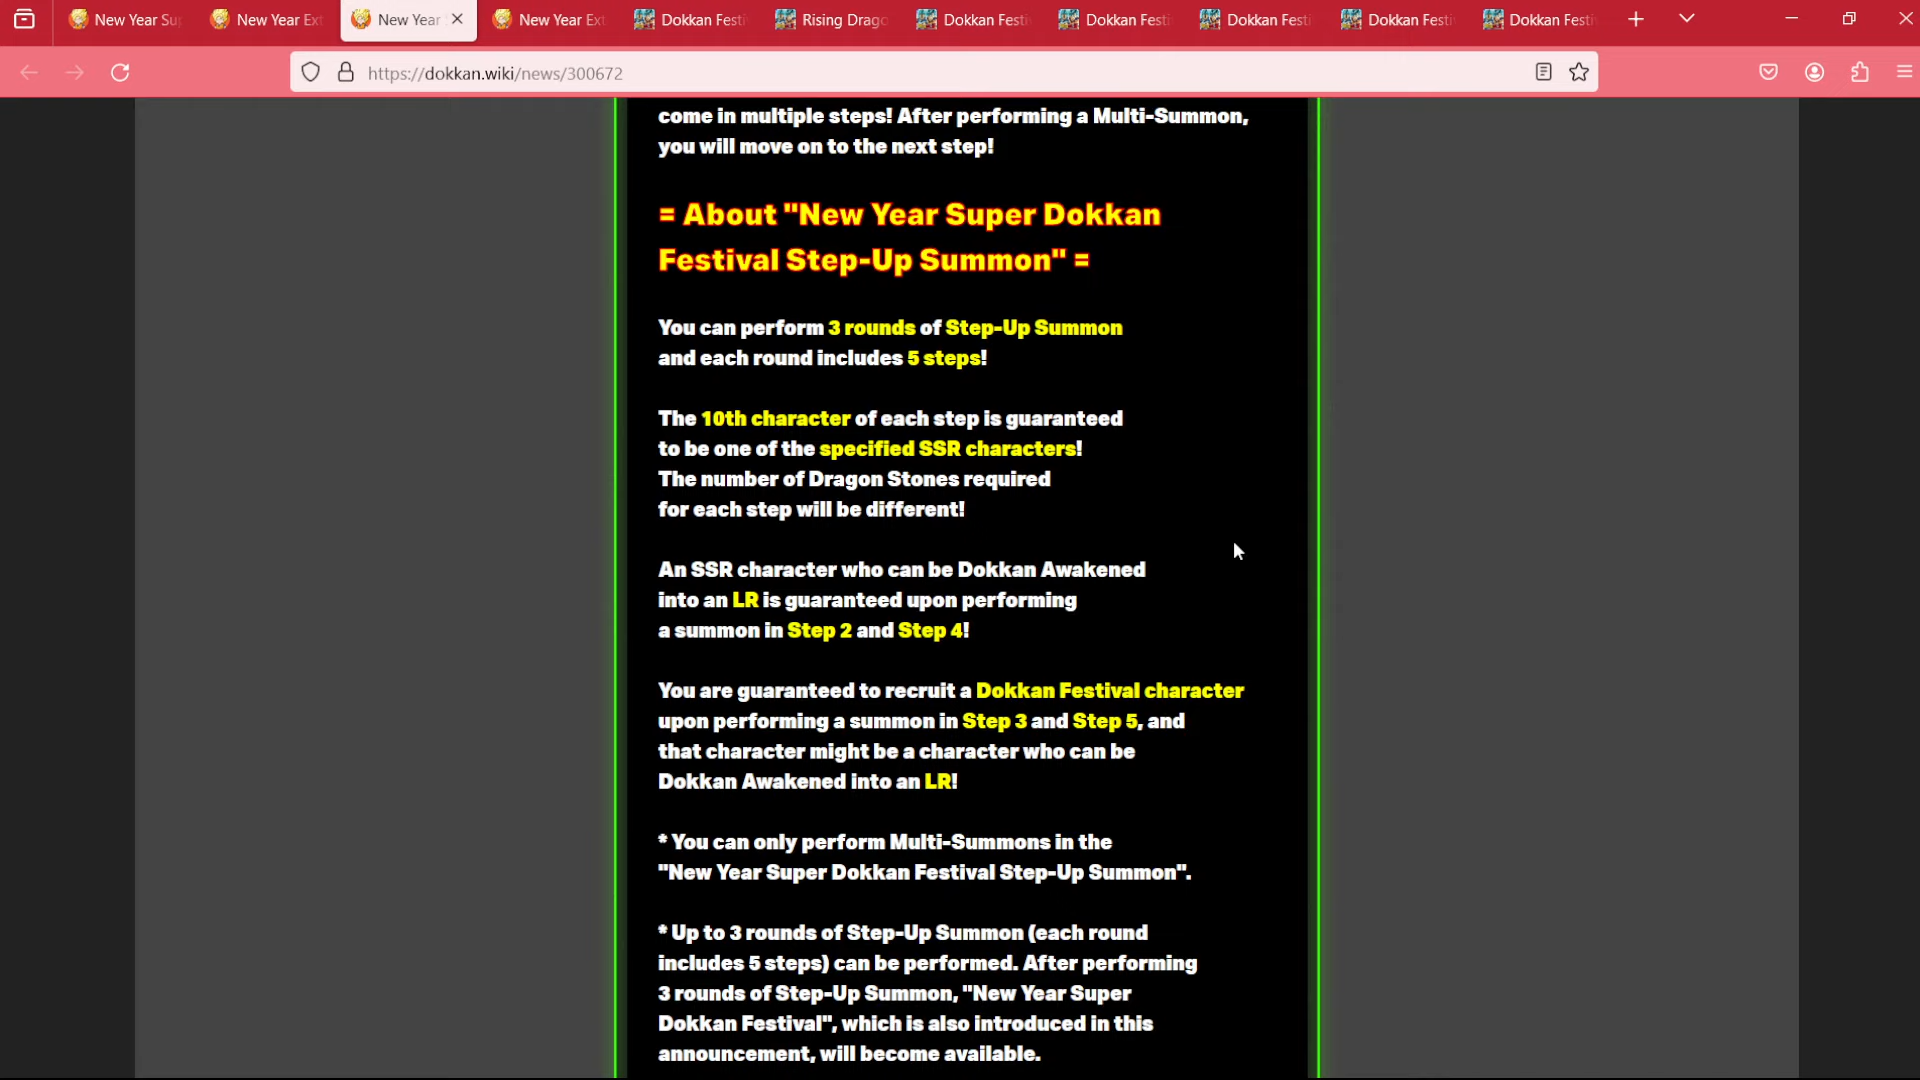 New Year Su
New Year Ext
New Year
New Year Ext
Dokkan Festi
Rising Drago
Dokkan Festi
Dokkan Festi
Dokkan Festi
Dokkan Festi
Dokkan Festi
https://dokkan.wiki/news/300672
come in multiple steps! After performing a Multi-Summon,
you will move on to the next step!
= About "New Year Super Dokkan
Festival Step-Up Summon" =
You can perform 3 rounds of Step-Up Summon
and each round includes 5 steps!
The 10th character of each step is guaranteed
to be one of the specified SSR characters!
The number of Dragon Stones required
for each step will be different!
An SSR character who can be Dokkan Awakened
into an LR is guaranteed upon performing
a summon in Step 2 and Step 4!
You are guaranteed to recruit a Dokkan Festival character
upon performing a summon in Step 3 and Step 5, and
that character might be a character who can be
Dokkan Awakened into an LR!
* You can only perform Multi-Summons in the
"New Year Super Dokkan Festival Step-Up Summon".
* Up to 3 rounds of Step-Up Summon (each round
includes 5 steps) can be performed. After performing
3 rounds of Step-Up Summon, "New Year Super
Dokkan Festival", which is also introduced in this
announcement, will become available.